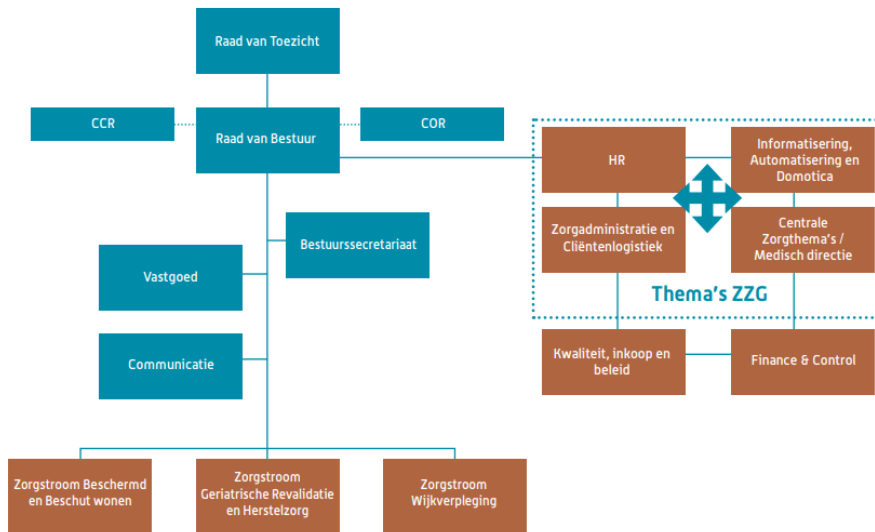 Raad van Toezicht
CCR
Raad van Bestuur
COR
HR
Informatisering,
Automatisering en
Domotica
Zorgadministratie en
Cliëntenlogistiek
Centrale
Zorgthema's /
Medisch directie
Bestuurssecretariaat
Vastgoed
Thema's ZZG
Communicatie
Kwaliteit, inkoop en
beleid
Finance & Control
Zorgstroom Beschermd
en Beschut wonen
Zorgstroom
Geriatrische Revalidatie
en Herstelzorg
Zorgstroom
Wijkverpleging